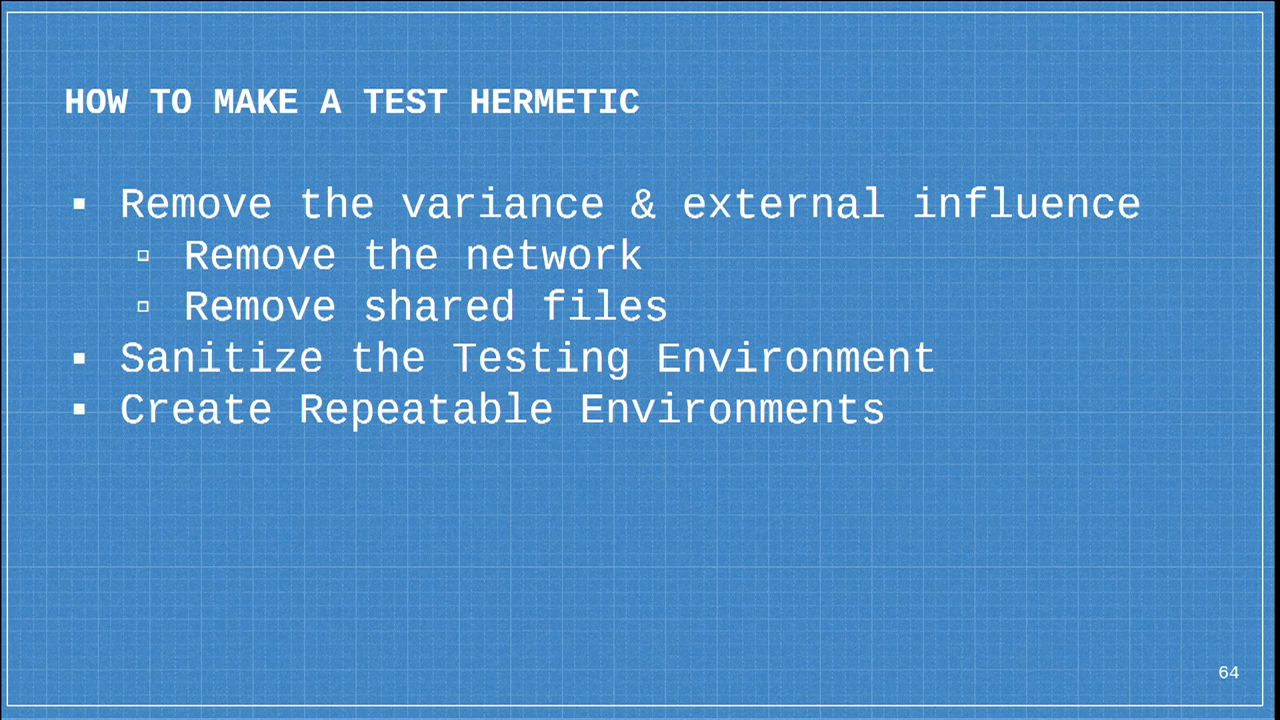 HOW TO MAKE A TEST HERMETIC
▪ Remove the variance & external influence
▫ Remove the network
▫ Remove shared files
▪ Sanitize the Testing Environment
▪ Create Repeatable Environments
64